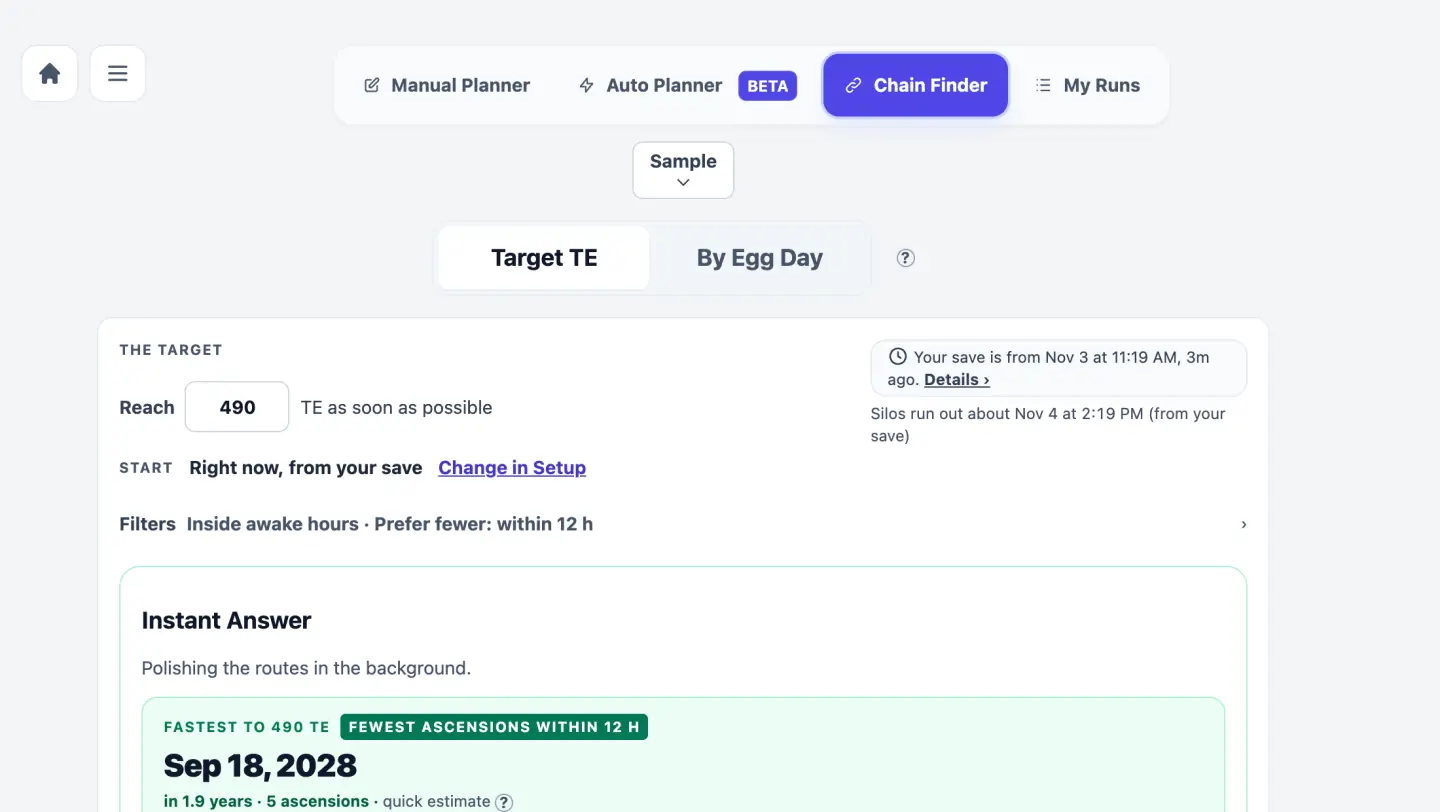 Manual Planner
Auto Planner BETA
Chain Finder
My Runs
Sample
Target TE
By Egg Day
?
THE TARGET
Reach 490 TE as soon as possible
START Right now, from your save Change in Setup
Your save is from Nov 3 at 11:19 AM, 3m
ago. Details ›
Silos run out about Nov 4 at 2:19 PM (from your
save)
Filters Inside awake hours · Prefer fewer: within 12 h ›
Instant Answer
Polishing the routes in the background.
FASTEST TO 490 TE FEWEST ASCENSIONS WITHIN 12 H
Sep 18, 2028
in 1.9 years · 5 ascensions · quick estimate ?